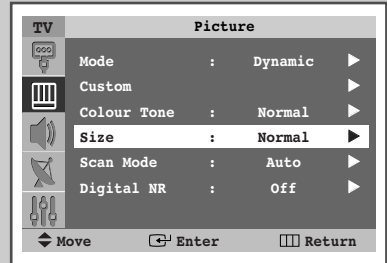 TV Picture
Mode : Dynamic
Custom
Colour Tone : Normal
Size : Normal
Scan Mode : Auto
Digital NR : Off
Move Enter Return